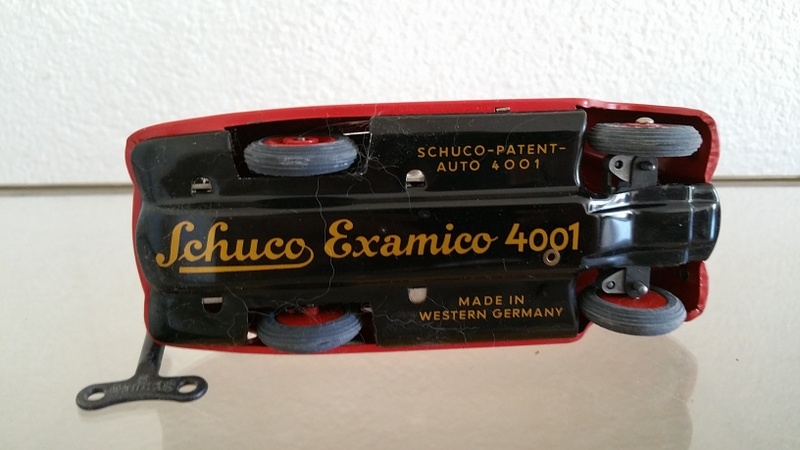 SCHUCO-PATENT-
AUTO 4001
Schuco Examico 4001
MADE IN
WESTERN GERMANY